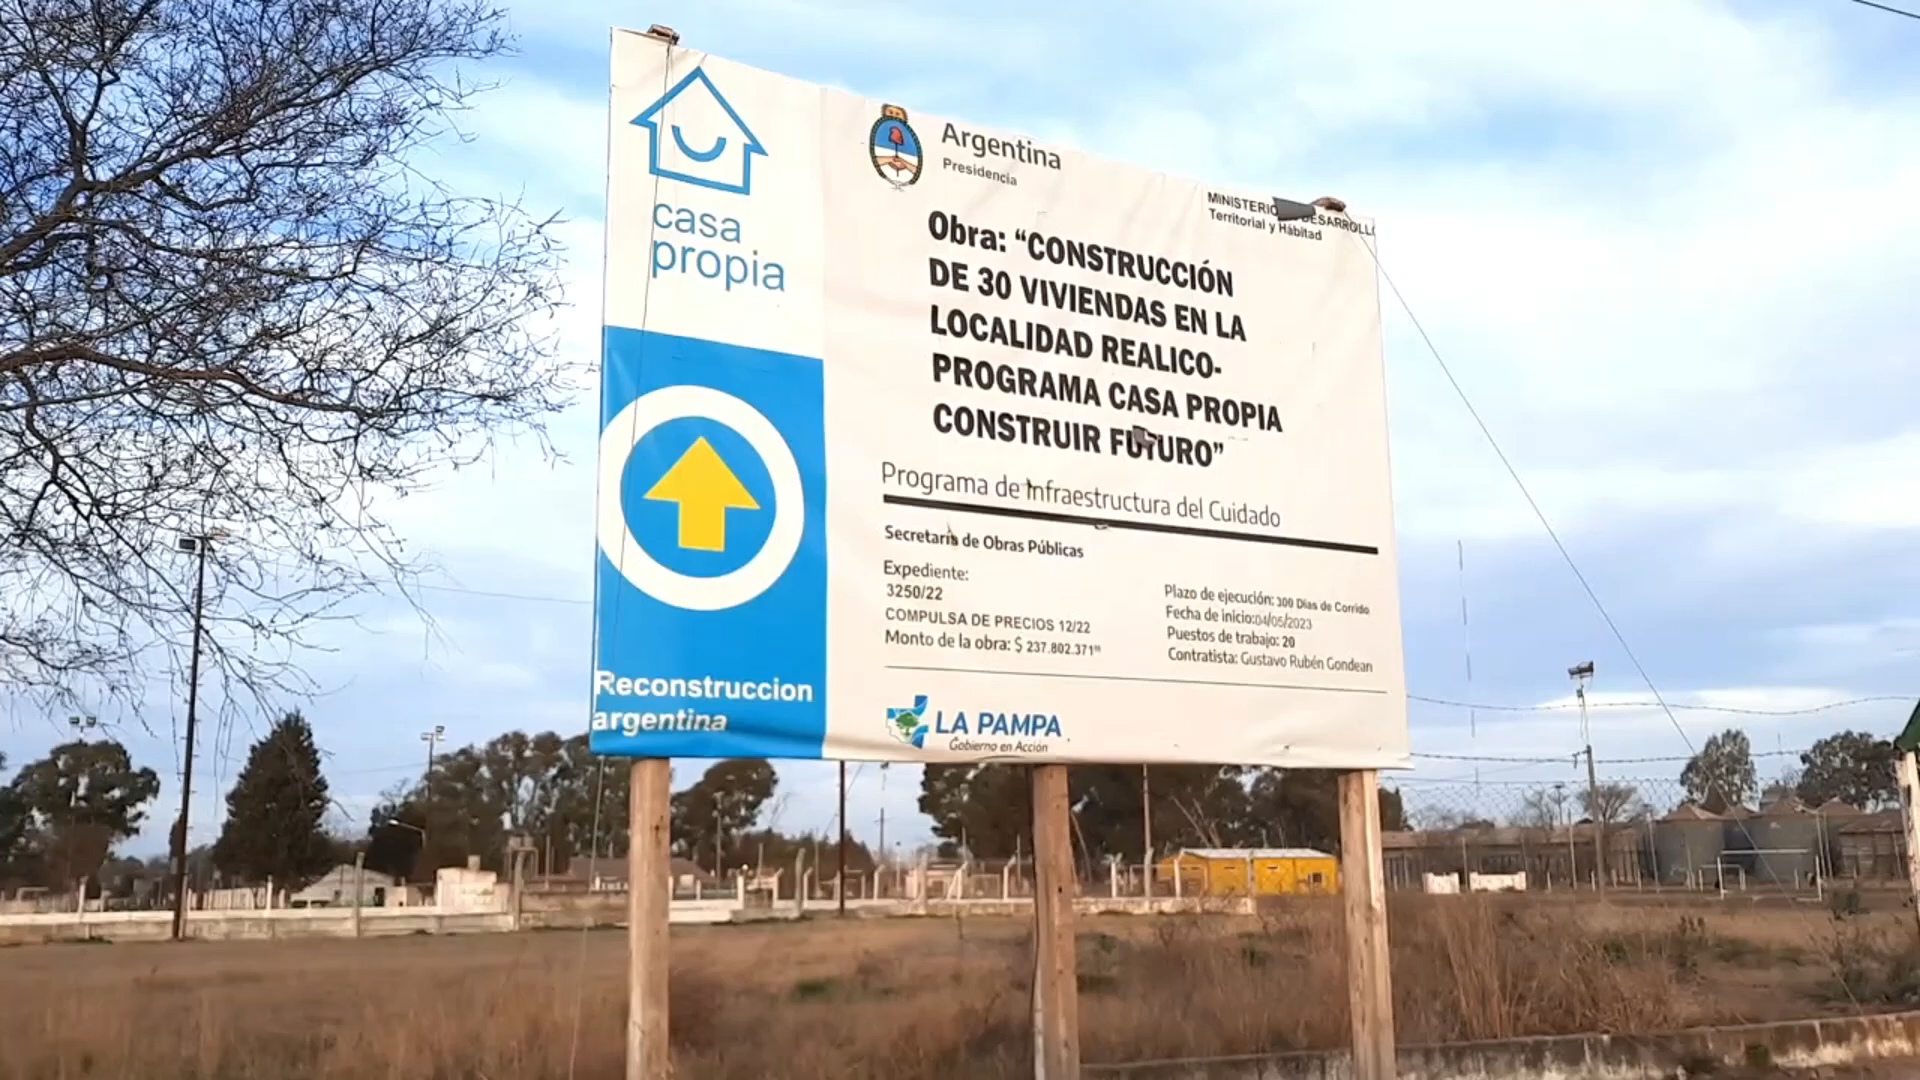 casa
propia
Reconstruccion
argentina
Argentina
Presidencia
MINISTERIO DESARROLLO
Territorial y Hábitad
Obra: “CONSTRUCCIÓN
DE 30 VIVIENDAS EN LA
LOCALIDAD REALICO-
PROGRAMA CASA PROPIA
CONSTRUIR FUTURO”
Programa de Infraestructura del Cuidado
Secretaria de Obras Públicas
Expediente:
3250/22
COMPULSA DE PRECIOS 12/22
Monto de la obra: $ 237.802.371
Plazo de ejecución: 300 Días de Corrido
Fecha de inicio:04/05/2023
Puestos de trabajo: 20
Contratista: Gustavo Rubén Gondean
LA PAMPA
Gobierno en Acción